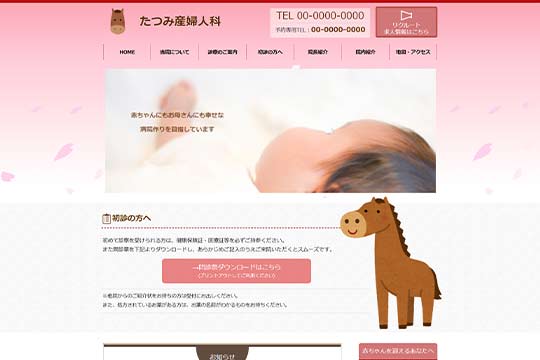 たつみ産婦人科
TEL 00-0000-0000
予約専用TEL：00-0000-0000
リクルート
求人情報はこちら
HOME
当院について
診療のご案内
初診の方へ
院長紹介
院内紹介
地図・アクセス
赤ちゃんにもお母さんにも幸せな
病院作りを目指しています
初診の方へ
初めて診察を受けられる方は、健康保険証・医療証等を必ずご持参ください。
また問診票を下記よりダウンロードし、あらかじめご記入のうえご来院いただくとスムーズです。
→問診票ダウンロードはこちら
(プリントアウトしてご利用ください)
※他院からのご紹介状をお持ちの方は受付にお出しください。
また、処方されているお薬がある方は、お薬の名前がわかるものをお持ちください。
お知らせ
赤ちゃんを迎えるあなたへ